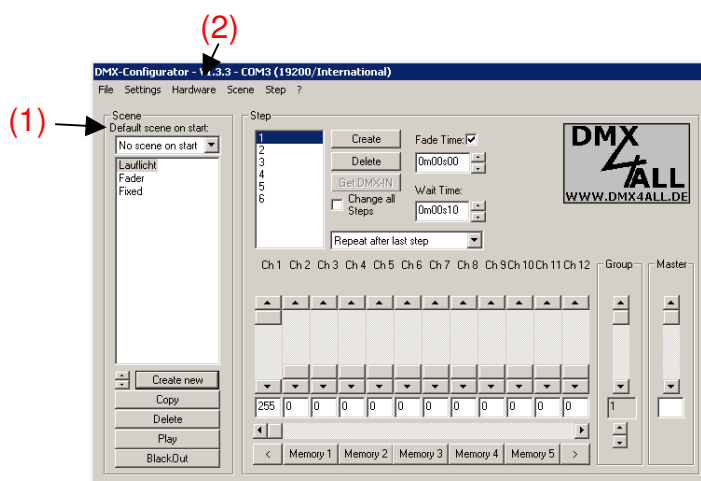 (2)
DMX-Configurator - V1.3.3 - COM3 (19200/International)
File Settings Hardware Scene Step ?
(1)
Scene
Default scene on start:
No scene on start
Lauflicht
Fader
Fixed
Create new
Copy
Delete
Play
BlackOut
Step
1
2
3
4
5
6
Create
Delete
Get DMX-IN
Change all
Steps
Fade Time:
0m00s00
Wait Time:
0m00s10
Repeat after last step
DMX
4
ALL
WWW.DMX4ALL.DE
Ch 1 Ch 2 Ch 3 Ch 4 Ch 5 Ch 6 Ch 7 Ch 8 Ch 9 Ch 10 Ch 11 Ch 12
255 0 0 0 0 0 0 0 0 0 0 0
< Memory 1 Memory 2 Memory 3 Memory 4 Memory 5 >
Group
1
Master